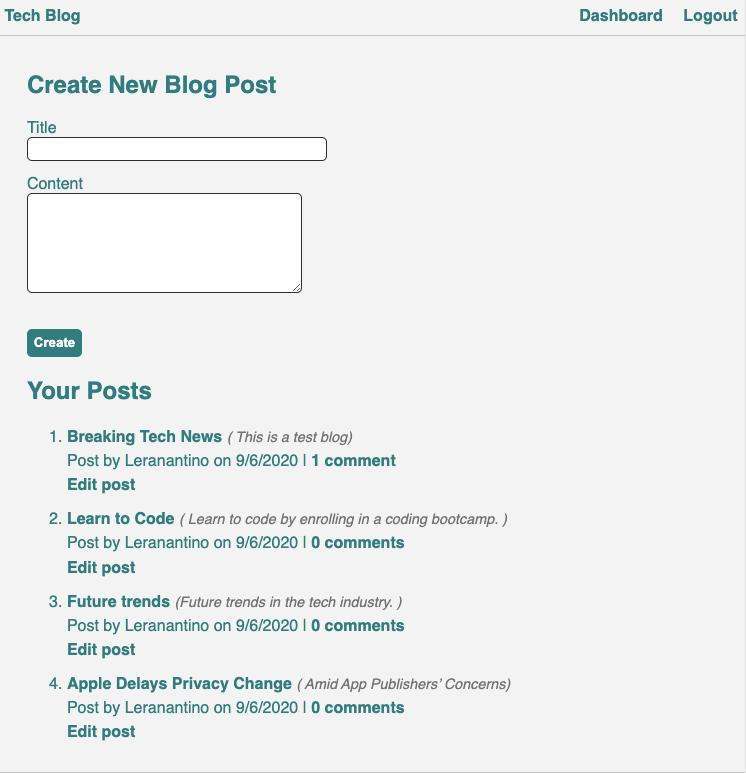 Tech Blog Dashboard Logout
Create New Blog Post
Title
Content
Create
Your Posts
1. Breaking Tech News ( This is a test blog)
Post by Leranantino on 9/6/2020 | 1 comment
Edit post
2. Learn to Code ( Learn to code by enrolling in a coding bootcamp. )
Post by Leranantino on 9/6/2020 | 0 comments
Edit post
3. Future trends (Future trends in the tech industry. )
Post by Leranantino on 9/6/2020 | 0 comments
Edit post
4. Apple Delays Privacy Change ( Amid App Publishers’ Concerns)
Post by Leranantino on 9/6/2020 | 0 comments
Edit post